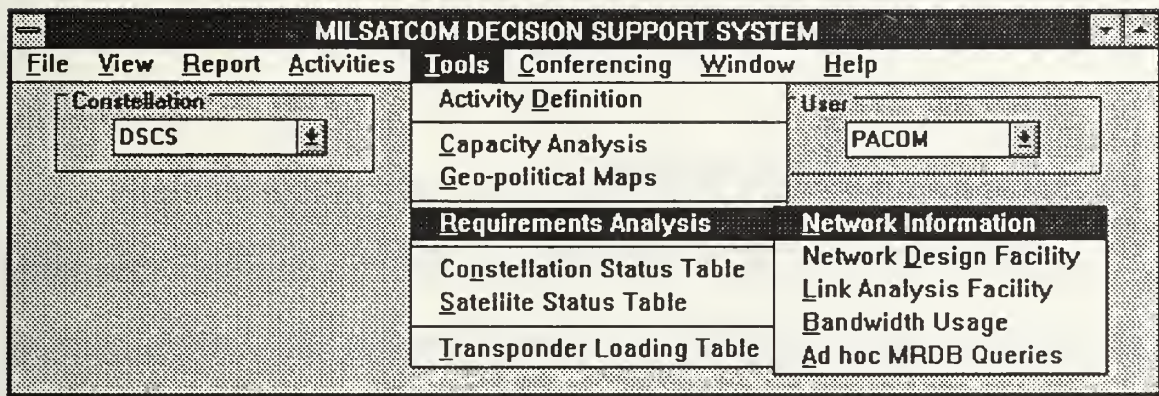 MILSATCOM DECISION SUPPORT SYSTEM
File View Report Activities Tools Conferencing Window Help
Constellation
DSCS
User
PACOM
Activity Definition
Capacity Analysis
Geo-political Maps
Requirements Analysis
Constellation Status Table
Satellite Status Table
Transponder Loading Table
Network Information
Network Design Facility
Link Analysis Facility
Bandwidth Usage
Ad hoc MRDB Queries